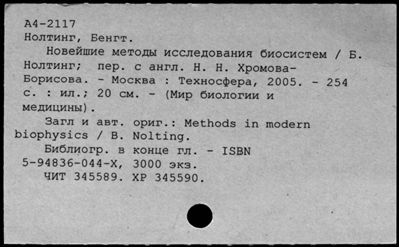 А4-2117
Нолтинг, Бенгт.
Новейшие методы исследования биосистем / Б.
Нолтинг; пер. с англ. Н. Н. Хромова-
Борисова. - Москва : Техносфера, 2005. - 254
с. : ил.; 20 см. - (Мир биологии и
медицины).
Загл и авт. ориг.: Methods in modern
biophysics / B. Nolting.
Библиогр. в конце гл. - ISBN
5-94836-044-X, 3000 экз.
ЧИТ 345589. ХР 345590.